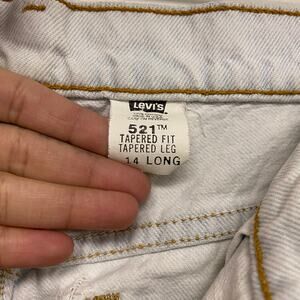 Levi's
521™
TAPERED FIT
TAPERED LEG
14 LONG